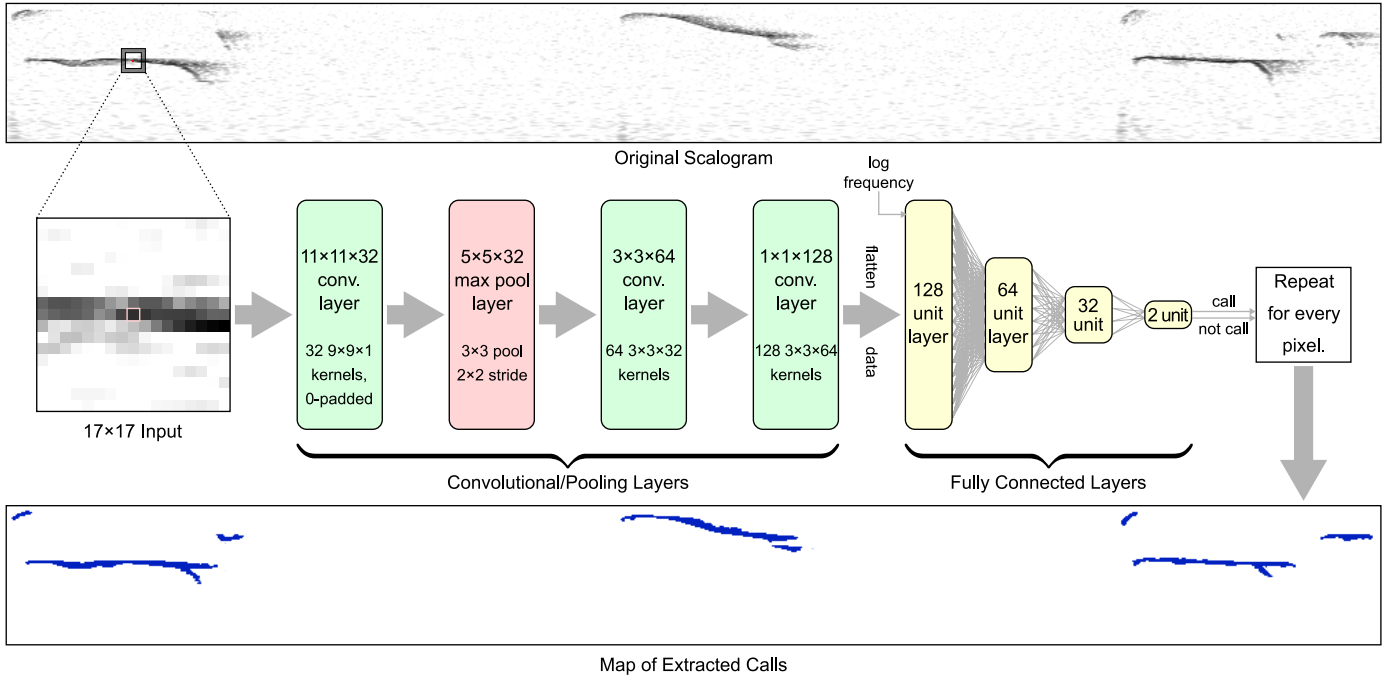 Original Scalogram
log
frequency
17×17 Input
11×11×32
conv.
layer
32 9×9×1
kernels,
0-padded
5×5×32
max pool
layer
3×3 pool
2×2 stride
3×3×64
conv.
layer
64 3×3×32
kernels
1×1×128
conv.
layer
128 3×3×64
kernels
flatten
data
128
unit
layer
64
unit
layer
32
unit
2 unit
call
not call
Repeat
for every
pixel.
Convolutional/Pooling Layers
Fully Connected Layers
Map of Extracted Calls